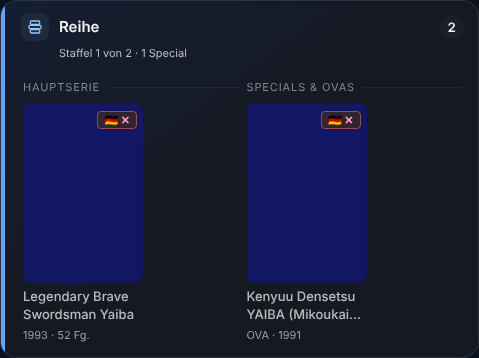 Reihe
2
Staffel 1 von 2 · 1 Special
HAUPTSERIE
SPECIALS & OVAS
🇩🇪 ✕
🇩🇪 ✕
Legendary Brave
Swordsman Yaiba
1993 · 52 Fg.
Kenyuu Densetsu
YAIBA (Mikoukai...
OVA · 1991